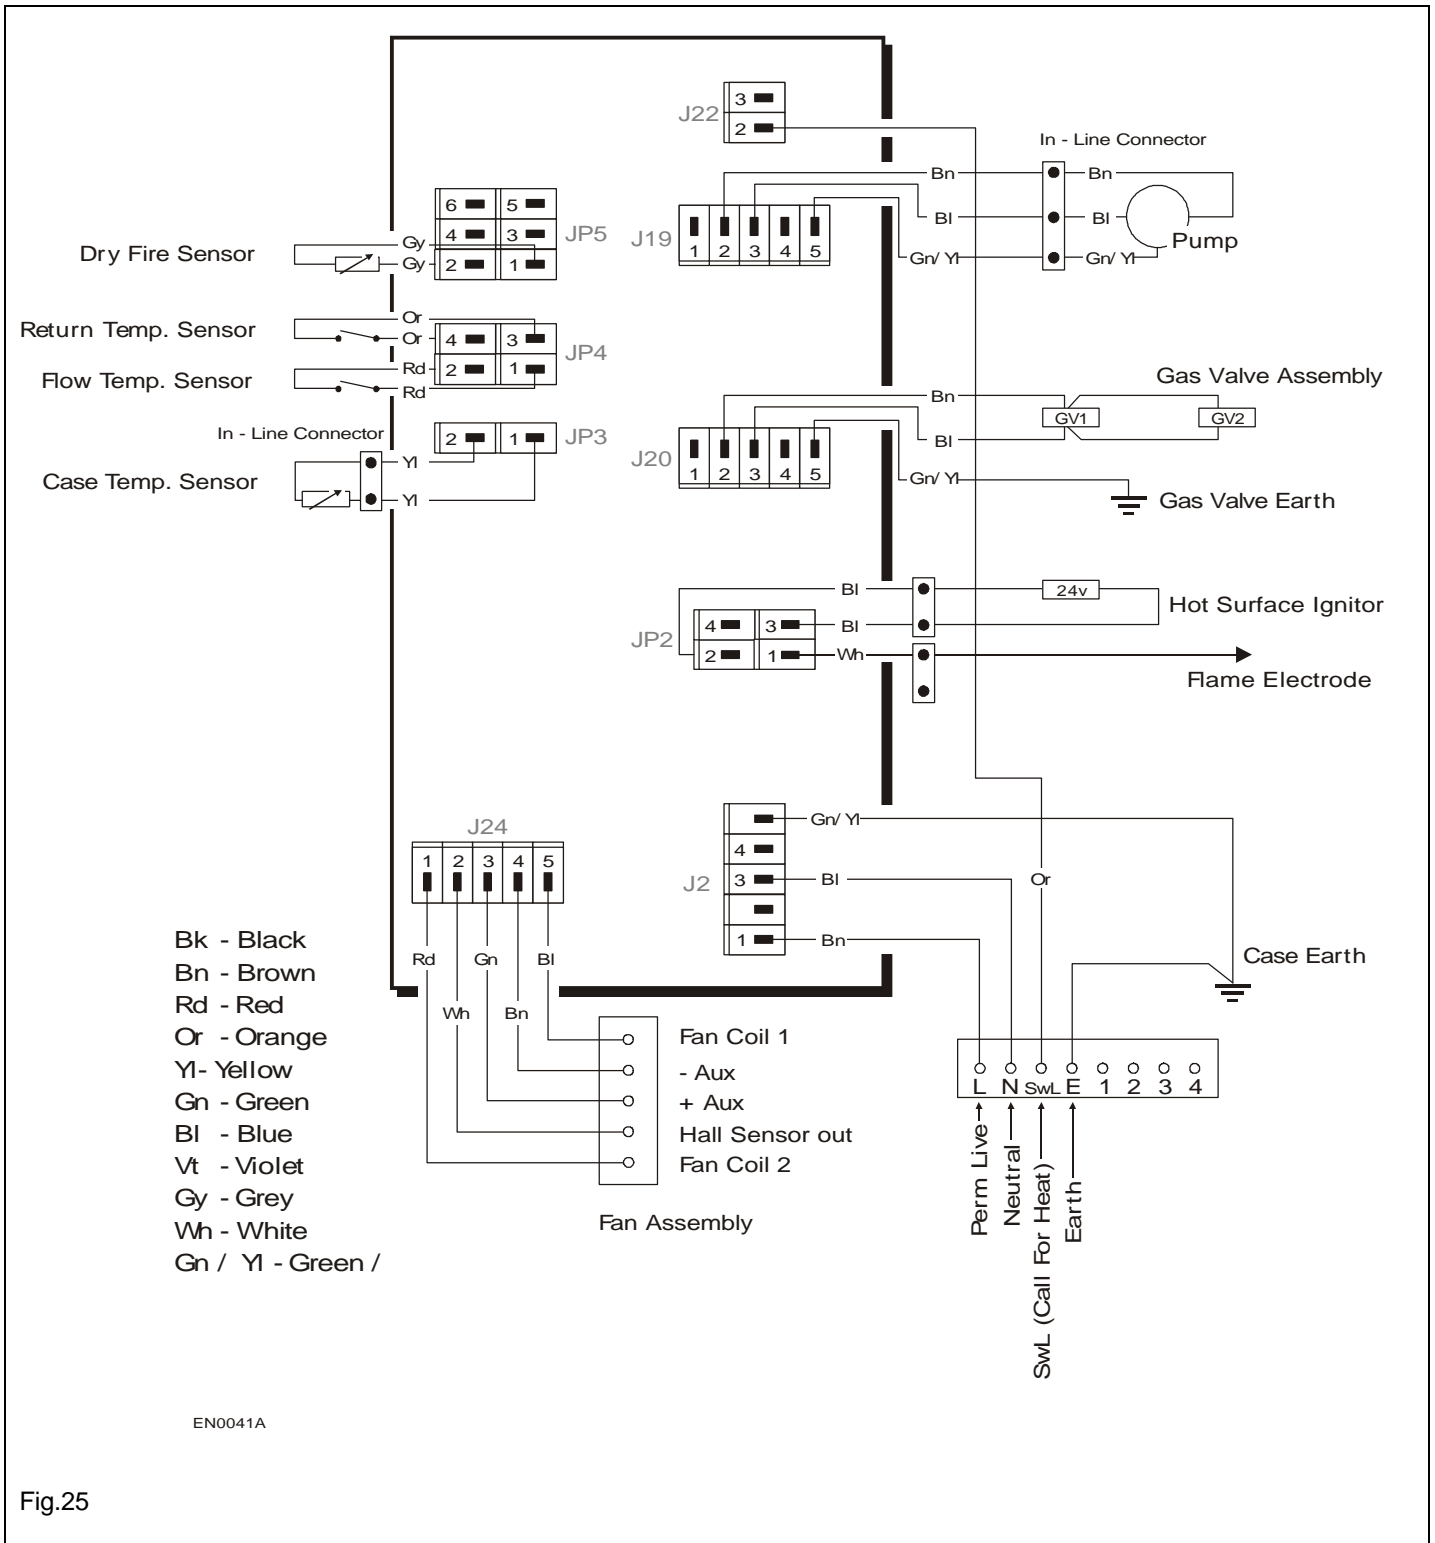 J22
3
2
In - Line Connector
Bn
Bn
Bl
Bl
Pump
Gn/ Yl
Gn/ Yl
J19
1 2 3 4 5
6 5
4 3
2 1
JP5
Dry Fire Sensor
Gy
Gy
Return Temp. Sensor
Or
Or
4 3
2 1
JP4
Flow Temp. Sensor
Rd
Rd
In - Line Connector
2 1
JP3
Case Temp. Sensor
Yl
Yl
Gas Valve Assembly
Bn
GV1
GV2
Bl
J20
1 2 3 4 5
Gn/ Yl
Gas Valve Earth
Bl
24v
Hot Surface Ignitor
JP2
4 3
Bl
2 1
Wh
Flame Electrode
J24
1 2 3 4 5
Rd
Gn
Bl
Wh
Bn
Gn/ Yl
4
J2
3
Bl
Or
1
Bn
Case Earth
Bk - Black
Bn - Brown
Rd - Red
Or - Orange
Yl- Yellow
Gn - Green
Bl - Blue
Vt - Violet
Gy - Grey
Wh - White
Gn / Yl - Green /
Fan Coil 1
- Aux
+ Aux
Hall Sensor out
Fan Coil 2
Fan Assembly
L N SwL E 1 2 3 4
Perm Live
Neutral
SwL (Call For Heat)
Earth
EN0041A
Fig.25